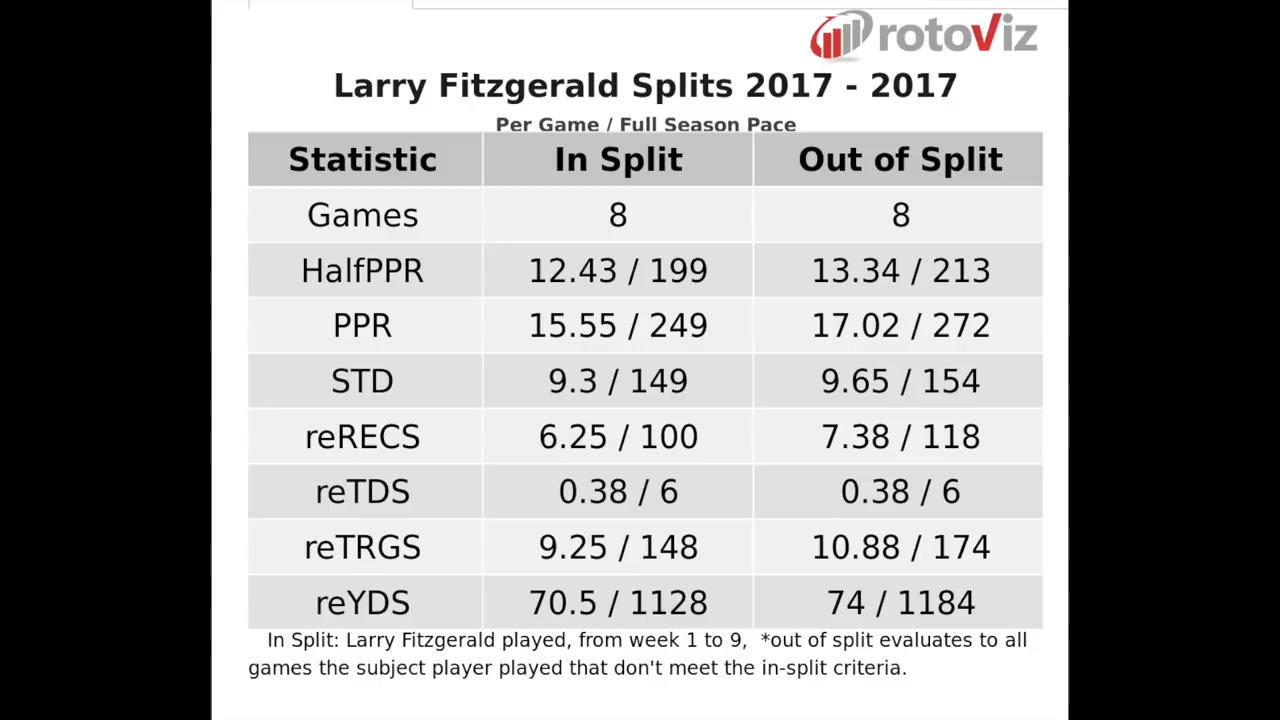 rotoViz
Larry Fitzgerald Splits 2017 - 2017
Per Game / Full Season Pace
Statistic In Split Out of Split
Games 8 8
HalfPPR 12.43 / 199 13.34 / 213
PPR 15.55 / 249 17.02 / 272
STD 9.3 / 149 9.65 / 154
reRECS 6.25 / 100 7.38 / 118
reTDS 0.38 / 6 0.38 / 6
reTRGS 9.25 / 148 10.88 / 174
reYDS 70.5 / 1128 74 / 1184
In Split: Larry Fitzgerald played, from week 1 to 9, *out of split evaluates to all
games the subject player played that don't meet the in-split criteria.